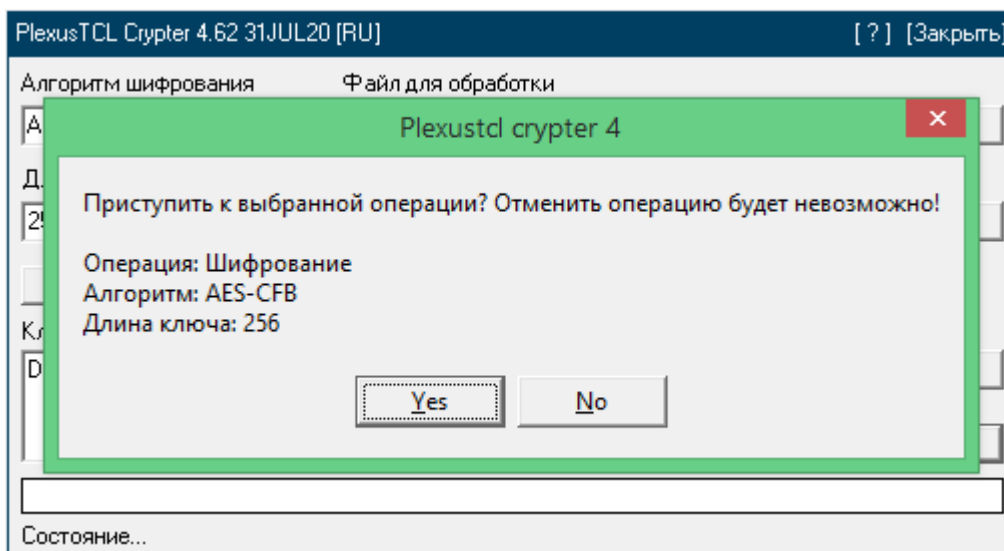 PlexusTCL Crypter 4.62 31JUL20 [RU] [ ? ] [Закрыть]
Алгоритм шифрования Файл для обработки
Plexustcl crypter 4
Приступить к выбранной операции? Отменить операцию будет невозможно!
Операция: Шифрование
Алгоритм: AES-CFB
Длина ключа: 256
Yes No
Состояние...